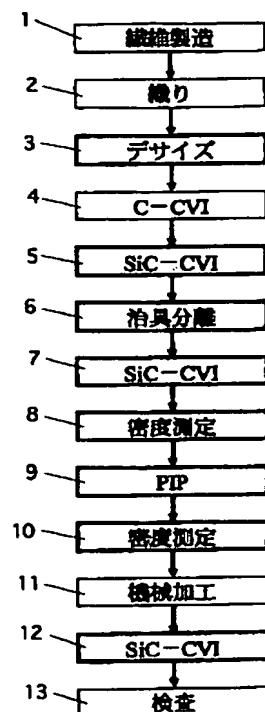 1 繊維製造
2 織り
3 デサイズ
4 C－CVI
5 SiC－CVI
6 治具分離
7 SiC－CVI
8 密度測定
9 PIP
10 密度測定
11 機械加工
12 SiC－CVI
13 検査